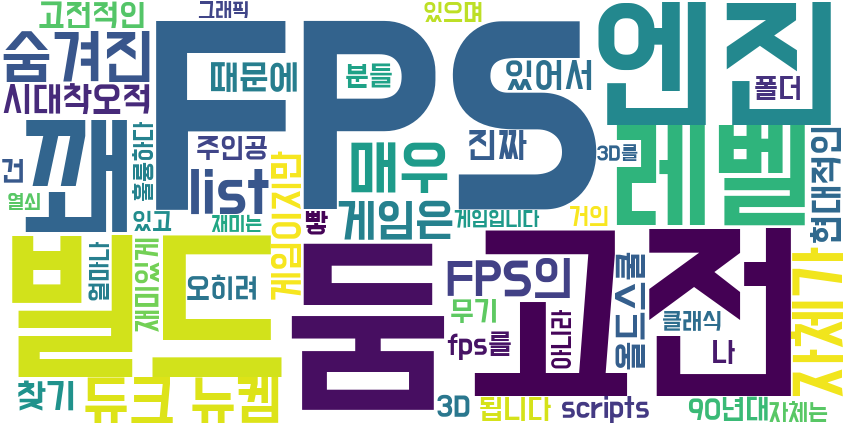 고전적인
그래픽
있으며
숨겨진
FPS
엔진
시대착오적
때문에
분들
있어서
폴더
꽤
주인공
매우
진짜
3D를
레벨
현대적인
건
훌륭하다
list
게임이지만
열쇠
있고
재미는
빵
게임은
게임입니다
거의
빌드
얼마나
재미있게
오히려
둠
FPS의
고전
무기
fps를
아니라
올드스쿨
클래식
나
자체가
찾기
듀크
뉴켐
3D
됩니다
scripts
90년대
자체는